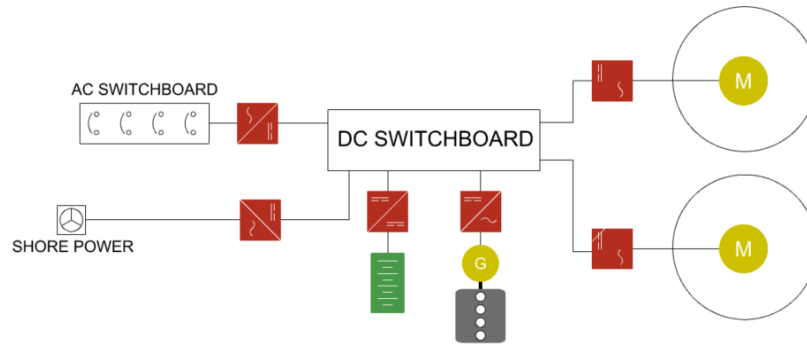 AC SWITCHBOARD
DC SWITCHBOARD
M
SHORE POWER
G
M